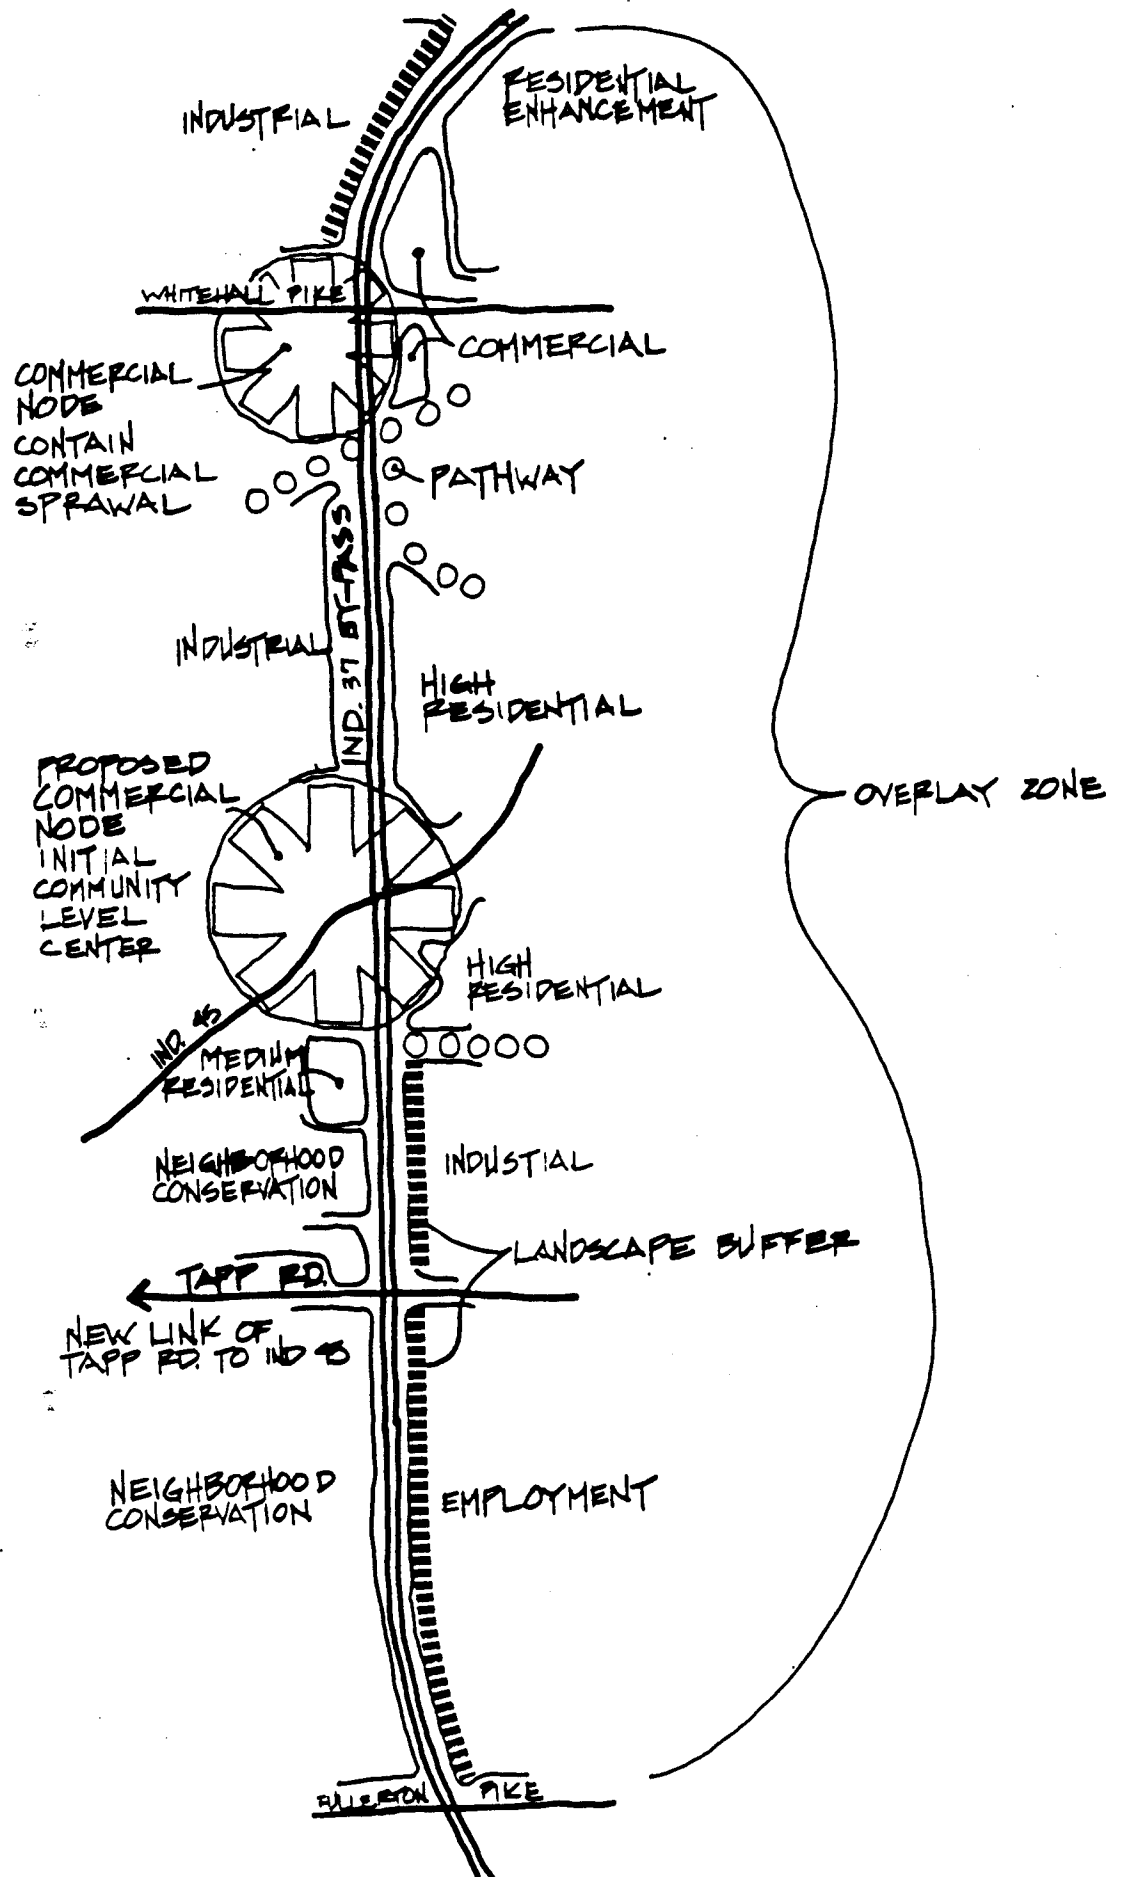 RESIDENTIAL
ENHANCEMENT
INDUSTRIAL
WHITEHALL PIKE
COMMERCIAL
COMMERCIAL
NODE
CONTAIN
COMMERCIAL
SPRAWAL
PATHWAY
IND. 37 BY-PASS
INDUSTRIAL
HIGH
RESIDENTIAL
PROPOSED
COMMERCIAL
NODE
INITIAL
COMMUNITY
LEVEL
CENTER
OVERLAY ZONE
HIGH
RESIDENTIAL
IND. 45
MEDIUM
RESIDENTIAL
NEIGHBORHOOD
CONSERVATION
INDUSTIAL
LANDSCAPE BUFFER
TAPP RD.
NEW LINK OF
TAPP RD. TO IND 45
NEIGHBORHOOD
CONSERVATION
EMPLOYMENT
FULLERTON PIKE